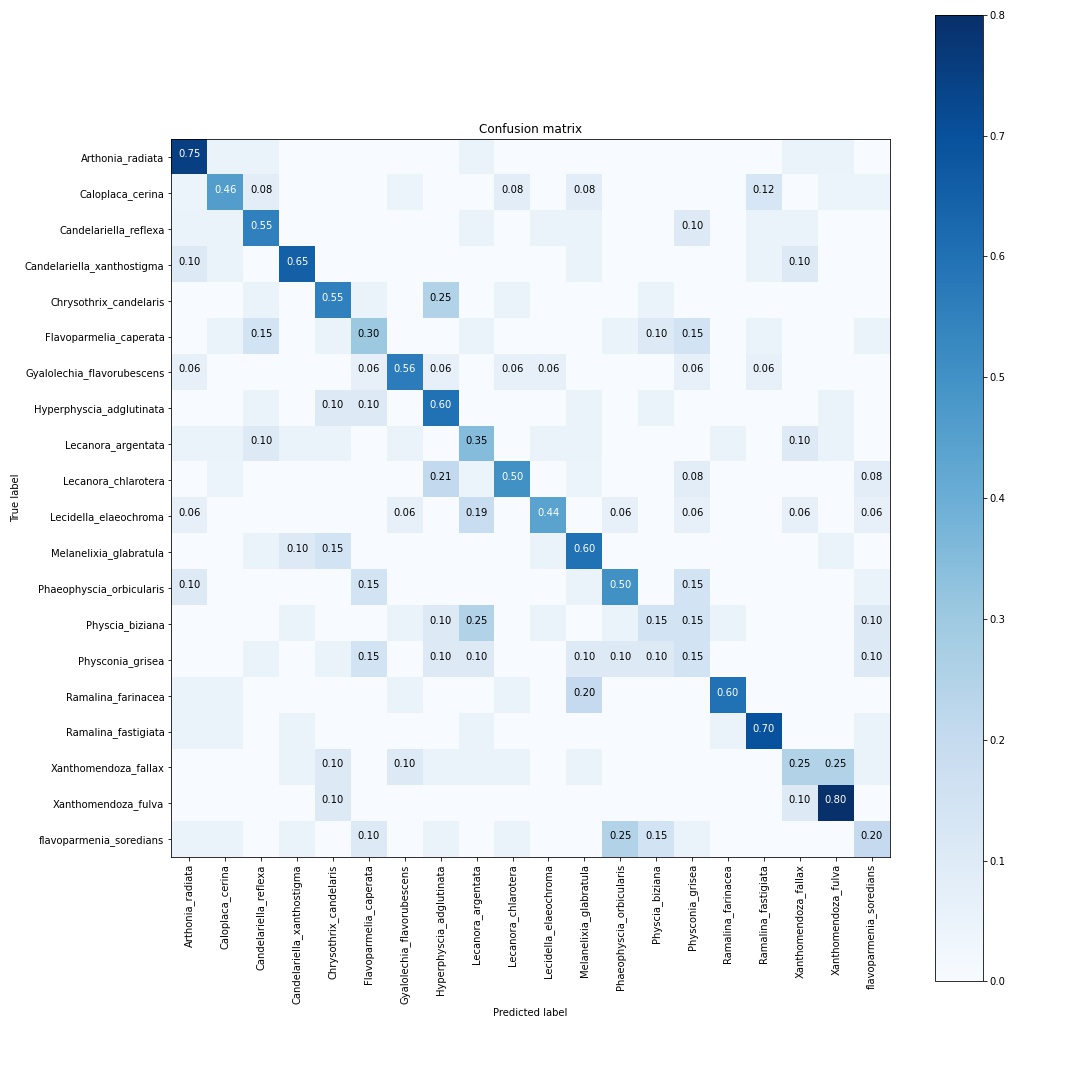 Confusion matrix
0.8
0.7
0.6
0.5
0.4
0.3
0.2
0.1
0.0
True label
Arthonia_radiata 0.75
Caloplaca_cerina 0.46 0.08 0.08 0.08 0.12
Candelariella_reflexa 0.55 0.10
Candelariella_xanthostigma 0.10 0.65 0.10
Chrysothrix_candelaris 0.55 0.25
Flavoparmelia_caperata 0.15 0.30 0.10 0.15
Gyalolechia_flavorubescens 0.06 0.06 0.56 0.06 0.06 0.06 0.06 0.06
Hyperphyscia_adglutinata 0.10 0.10 0.60
Lecanora_argentata 0.10 0.35 0.10
Lecanora_chlarotera 0.21 0.50 0.08 0.08
Lecidella_elaeochroma 0.06 0.06 0.19 0.44 0.06 0.06 0.06 0.06
Melanelixia_glabratula 0.10 0.15 0.60
Phaeophyscia_orbicularis 0.10 0.15 0.50 0.15
Physcia_biziana 0.10 0.25 0.15 0.15 0.10
Physconia_grisea 0.15 0.10 0.10 0.10 0.10 0.10 0.15 0.10
Ramalina_farinacea 0.20 0.60
Ramalina_fastigiata 0.70
Xanthomendoza_fallax 0.10 0.10 0.25 0.25
Xanthomendoza_fulva 0.10 0.10 0.80
flavoparmenia_soredians 0.10 0.25 0.15 0.20
Arthonia_radiata
Caloplaca_cerina
Candelariella_reflexa
Candelariella_xanthostigma
Chrysothrix_candelaris
Flavoparmelia_caperata
Gyalolechia_flavorubescens
Hyperphyscia_adglutinata
Lecanora_argentata
Lecanora_chlarotera
Lecidella_elaeochroma
Melanelixia_glabratula
Phaeophyscia_orbicularis
Physcia_biziana
Physconia_grisea
Ramalina_farinacea
Ramalina_fastigiata
Xanthomendoza_fallax
Xanthomendoza_fulva
flavoparmenia_soredians
Predicted label